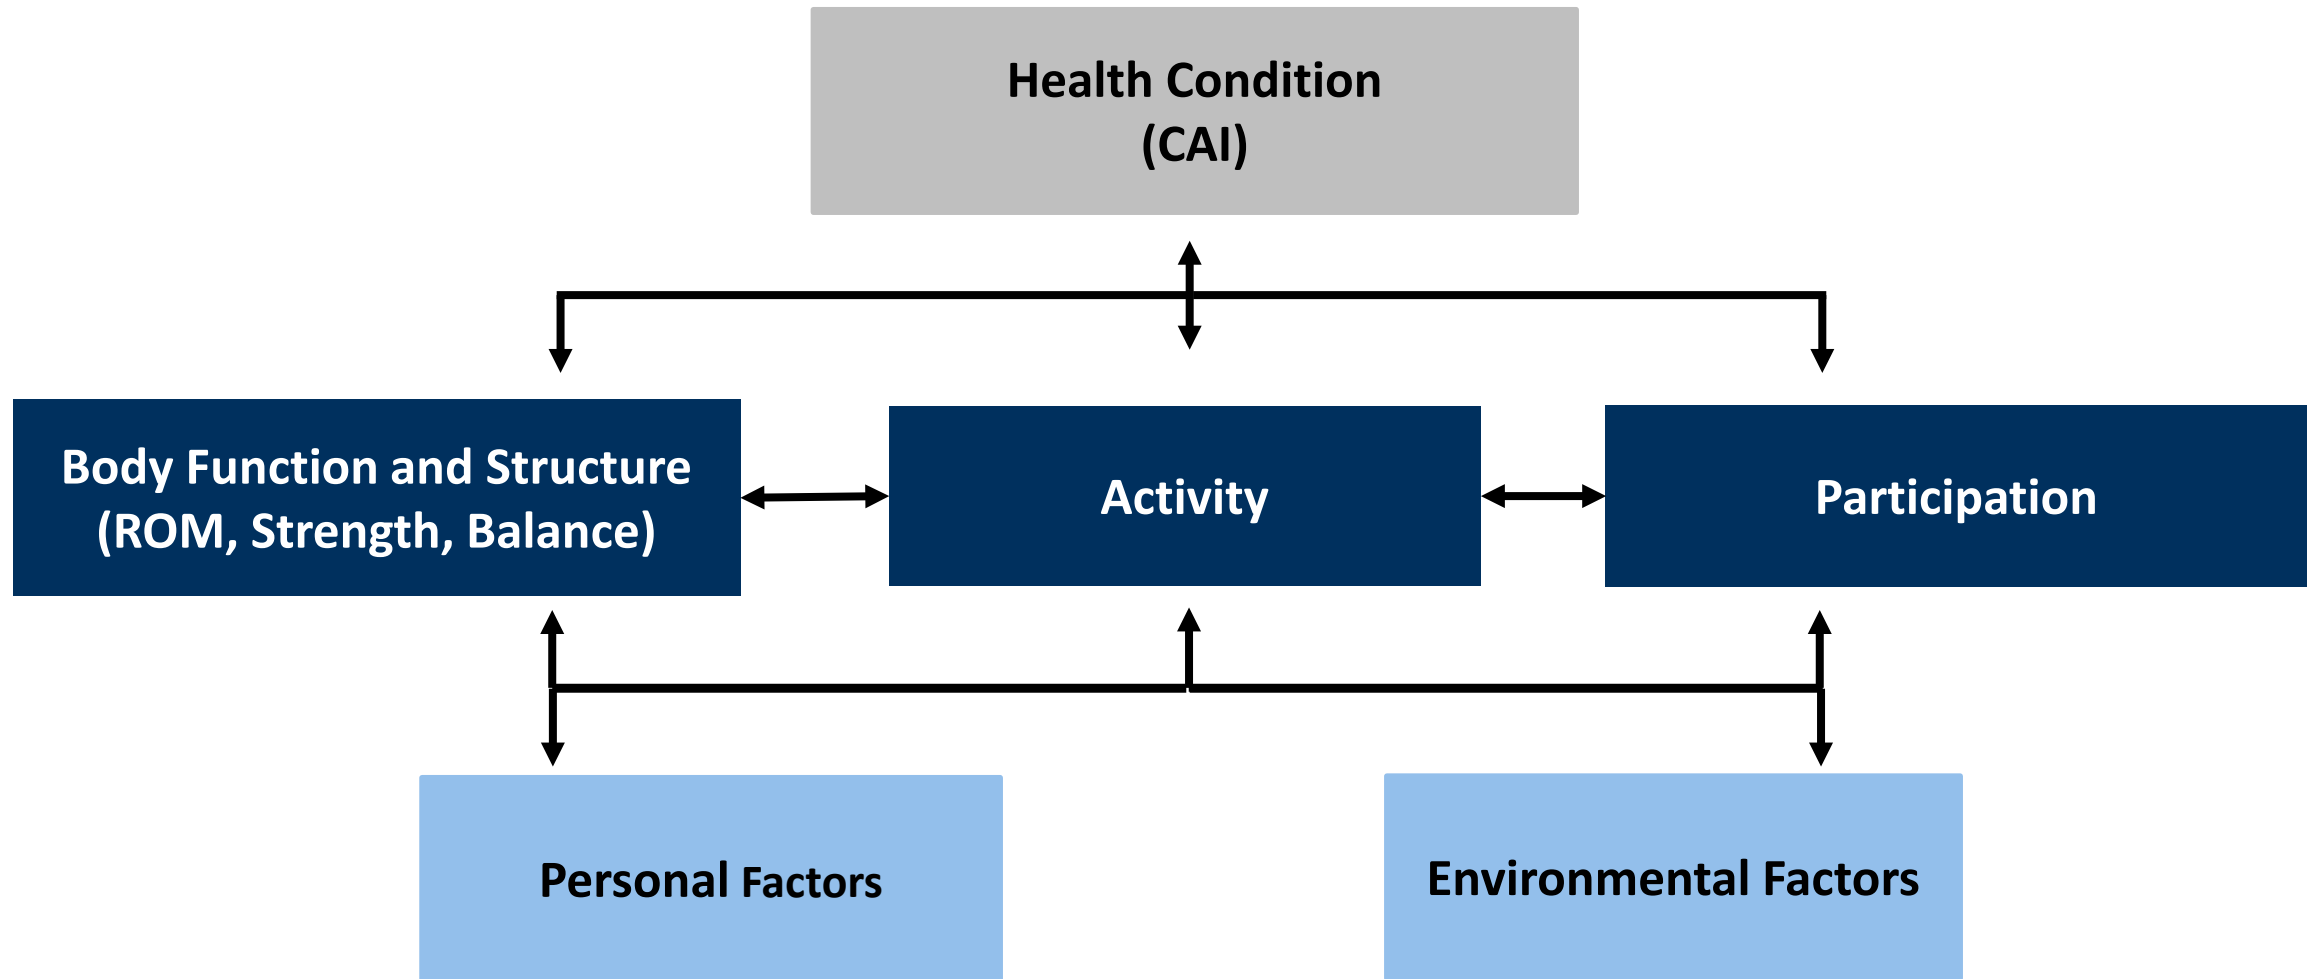 Health Condition
(CAI)
Body Function and Structure
(ROM, Strength, Balance)
Activity
Participation
Personal Factors
Environmental Factors